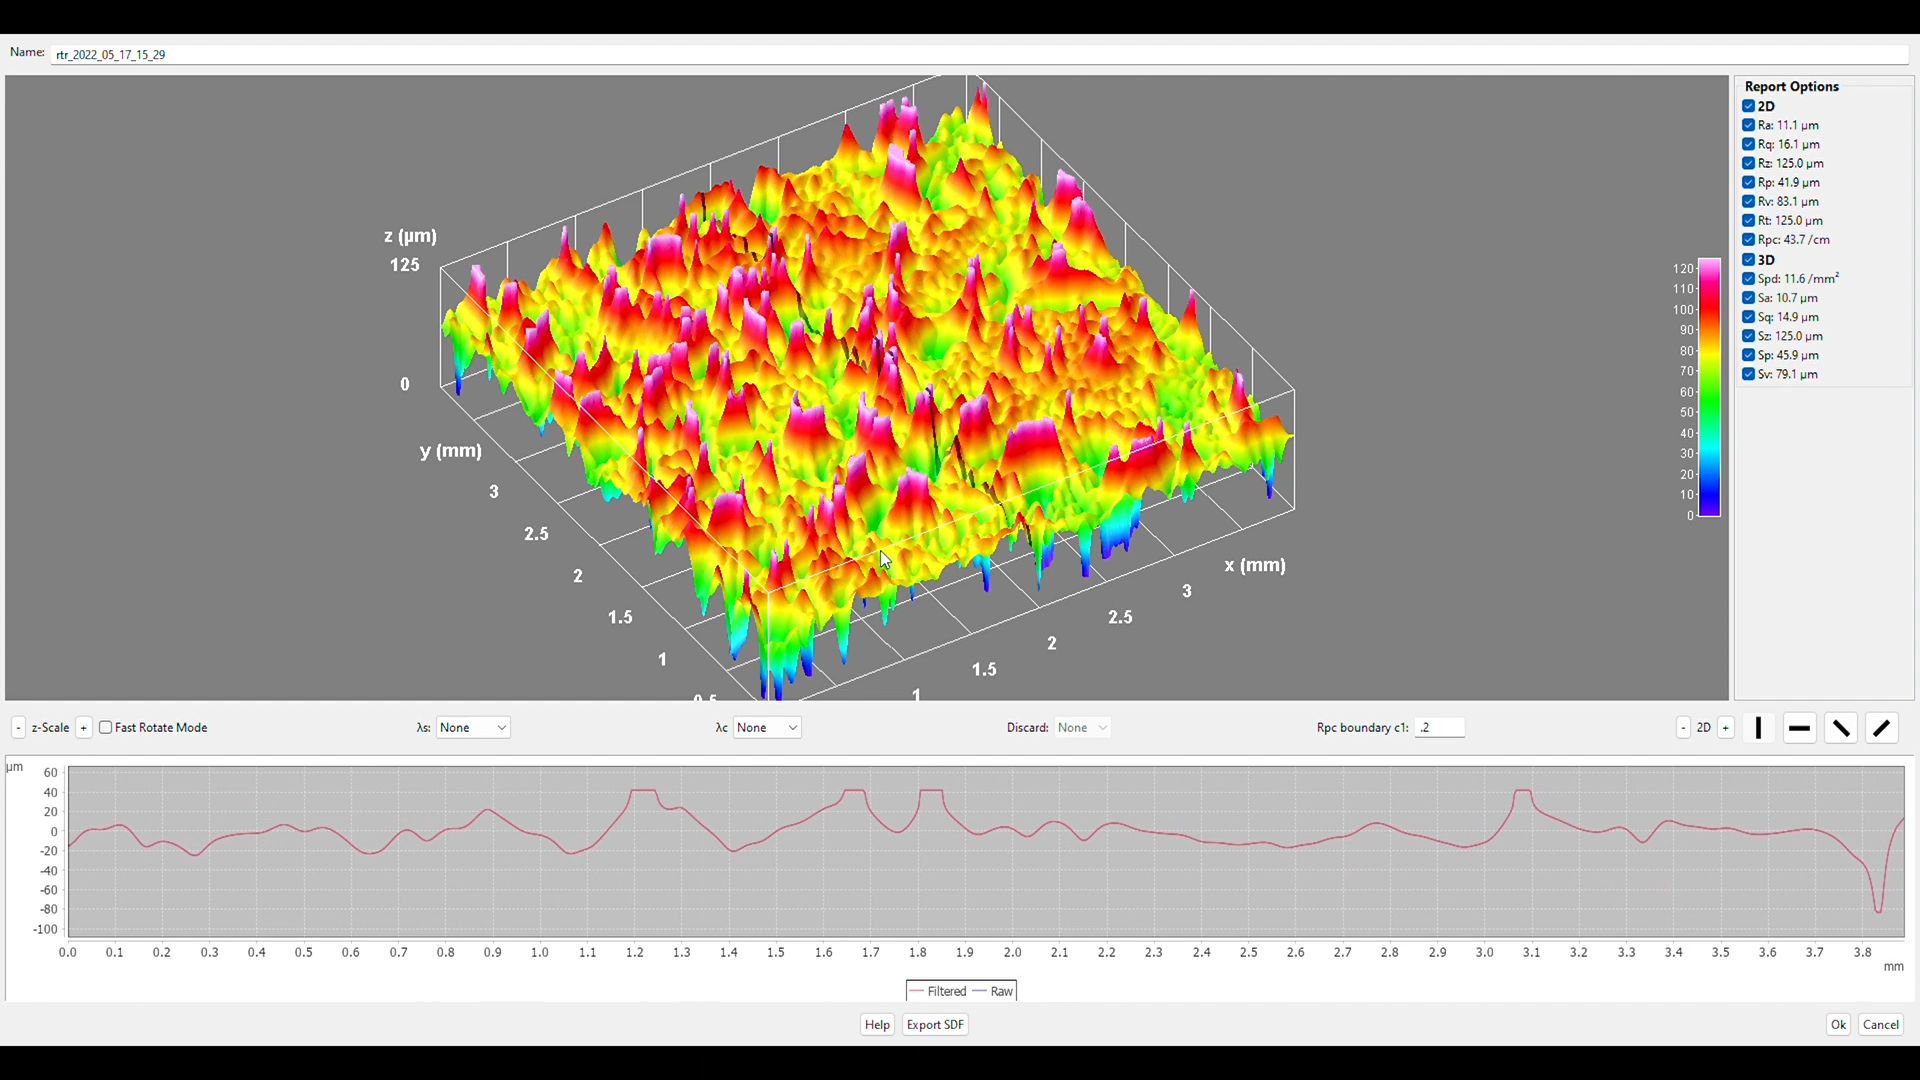 Name: rtr_2022_05_17_15_29
Report Options
2D
Ra: 11.1 µm
Rq: 16.1 µm
Rz: 125.0 µm
Rp: 41.9 µm
Rv: 83.1 µm
Rt: 125.0 µm
Rpc: 43.7 /cm
3D
Spd: 11.6 /mm²
Sa: 10.7 µm
Sq: 14.9 µm
Sz: 125.0 µm
Sp: 45.9 µm
Sv: 79.1 µm
z (µm)
125
0
y (mm)
3
2.5
2
1.5
1
0.5
x (mm)
3
2.5
2
1.5
1
120
110
100
90
80
70
60
50
40
30
20
10
0
- z-Scale + Fast Rotate Mode λs: None λc None Discard: None Rpc boundary c1: .2 - 2D +
µm
60
40
20
0
-20
-40
-60
-80
-100
0.0 0.1 0.2 0.3 0.4 0.5 0.6 0.7 0.8 0.9 1.0 1.1 1.2 1.3 1.4 1.5 1.6 1.7 1.8 1.9 2.0 2.1 2.2 2.3 2.4 2.5 2.6 2.7 2.8 2.9 3.0 3.1 3.2 3.3 3.4 3.5 3.6 3.7 3.8
mm
Filtered Raw
Help Export SDF Ok Cancel